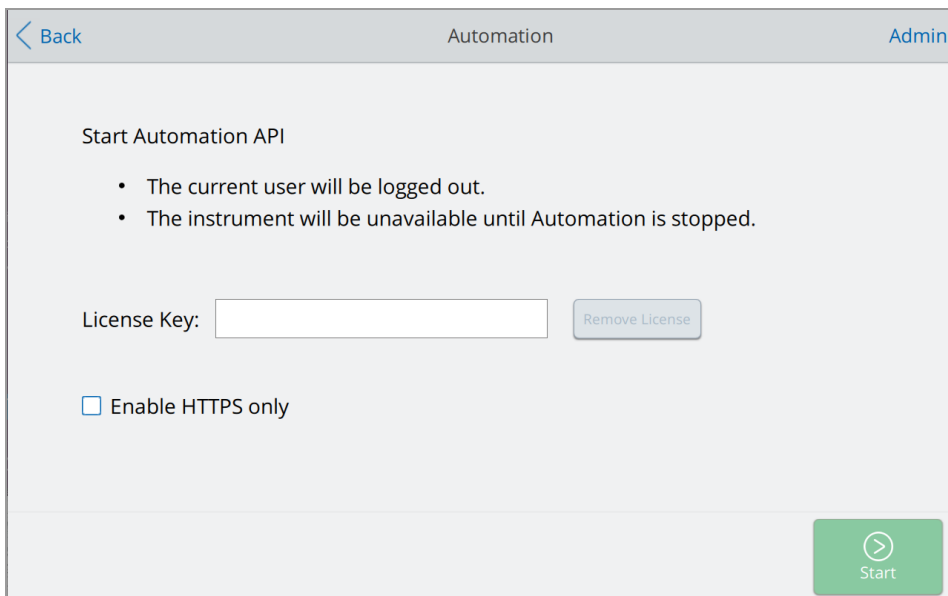 Back Automation Admin
Start Automation API
• The current user will be logged out.
• The instrument will be unavailable until Automation is stopped.
License Key: Remove License
Enable HTTPS only
Start